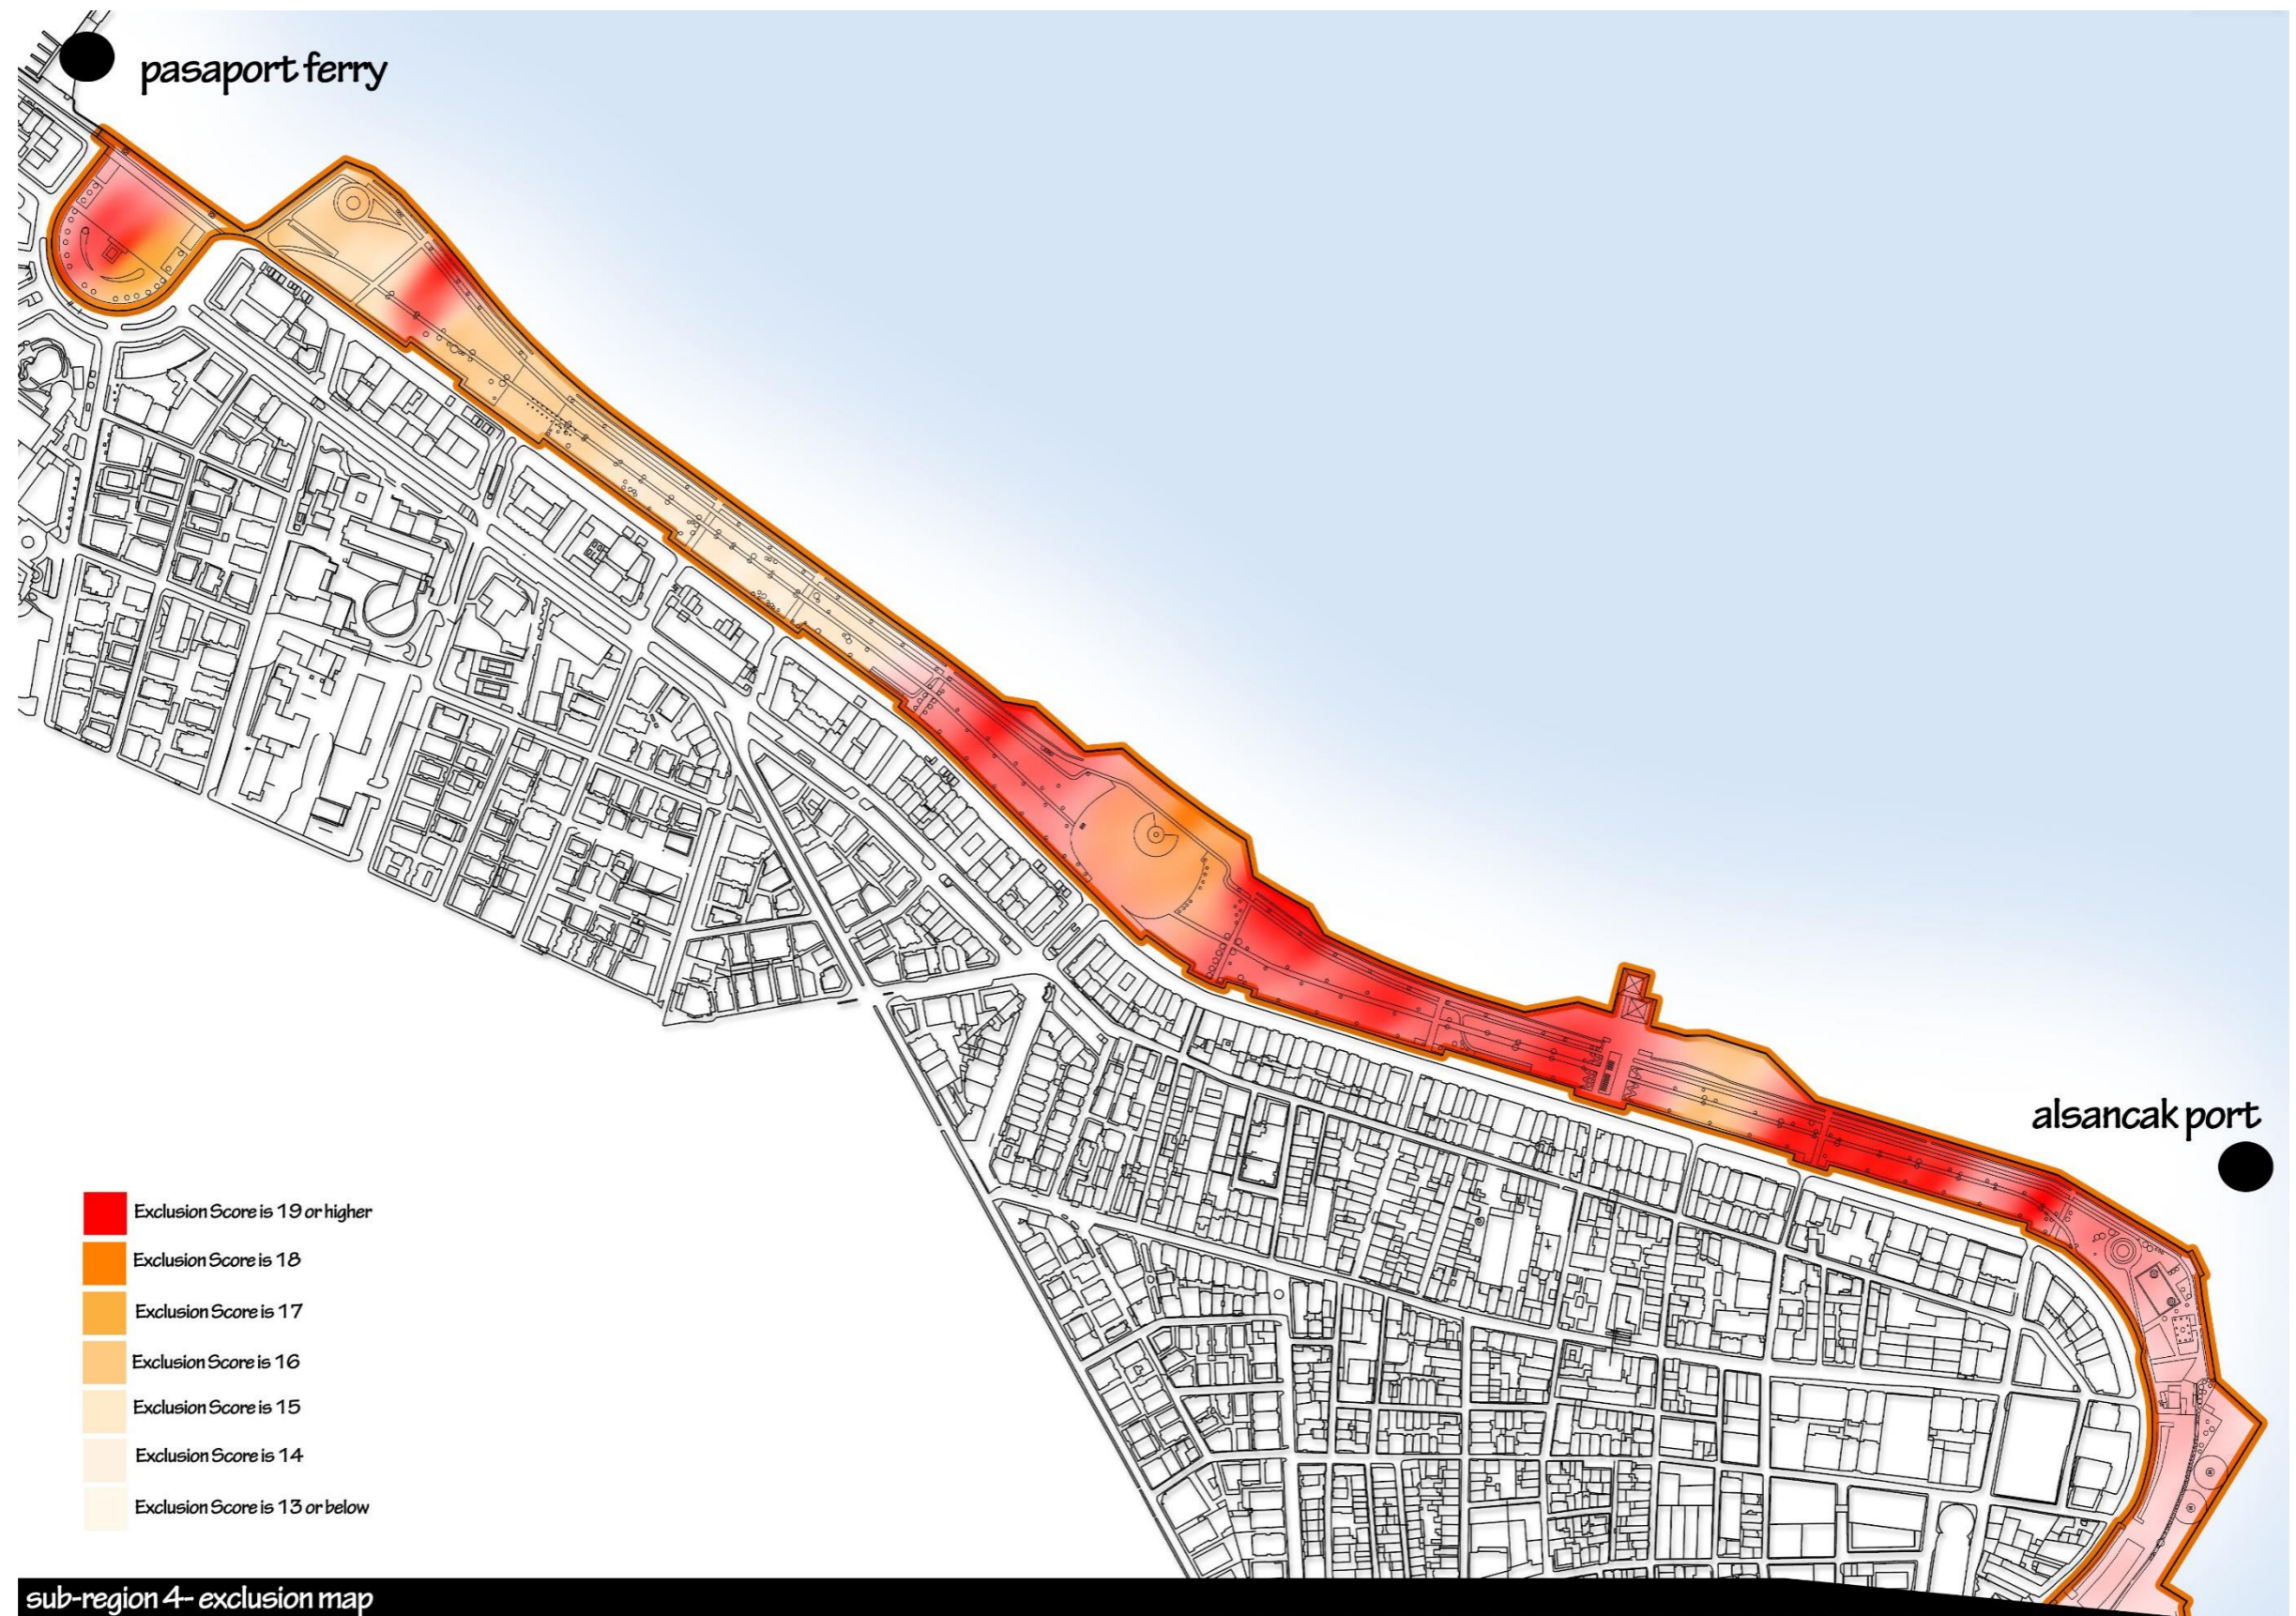 pasaport ferry
alsancak port
Exclusion Score is 19 or higher
Exclusion Score is 18
Exclusion Score is 17
Exclusion Score is 16
Exclusion Score is 15
Exclusion Score is 14
Exclusion Score is 13 or below
sub-region 4- exclusion map